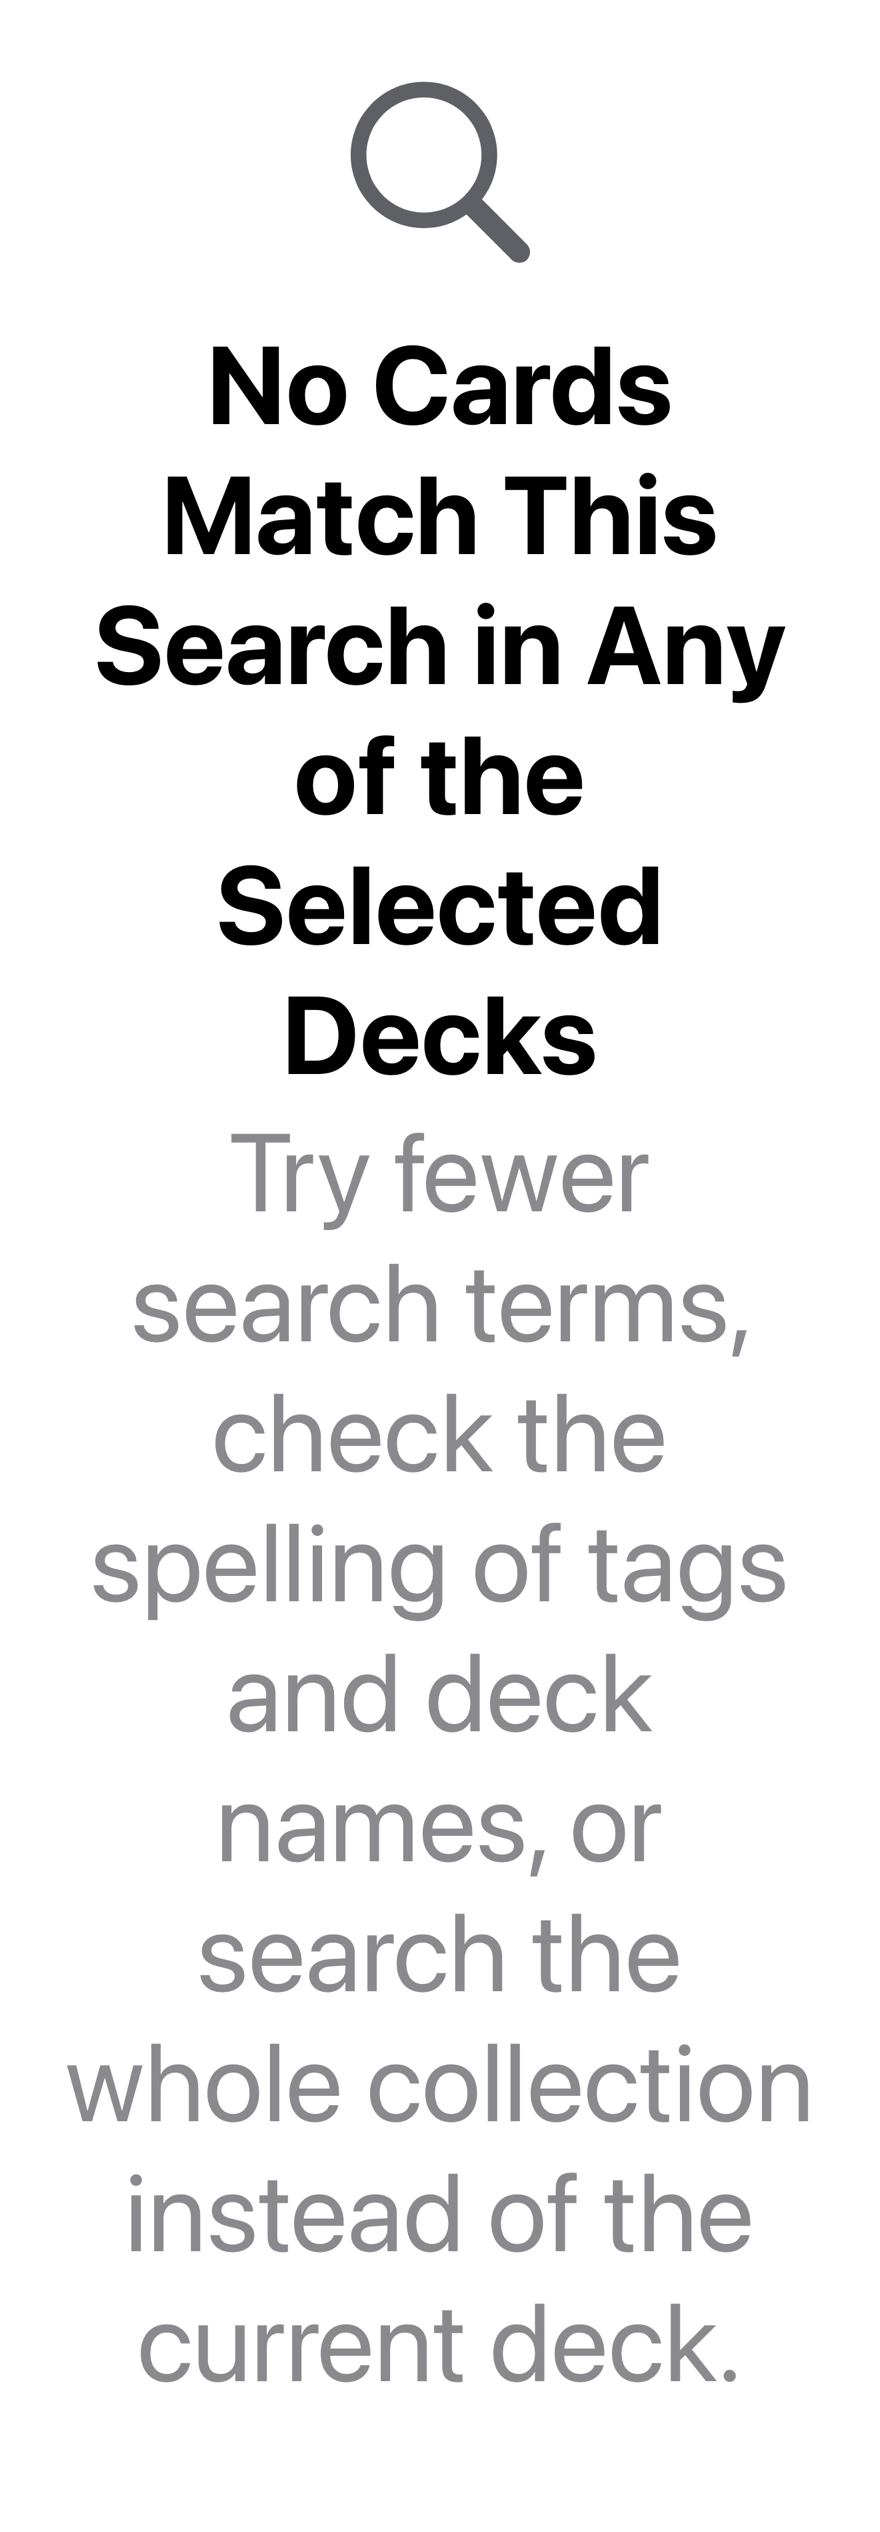 No Cards
Match This
Search in Any
of the
Selected
Decks
Try fewer
search terms,
check the
spelling of tags
and deck
names, or
search the
whole collection
instead of the
current deck.